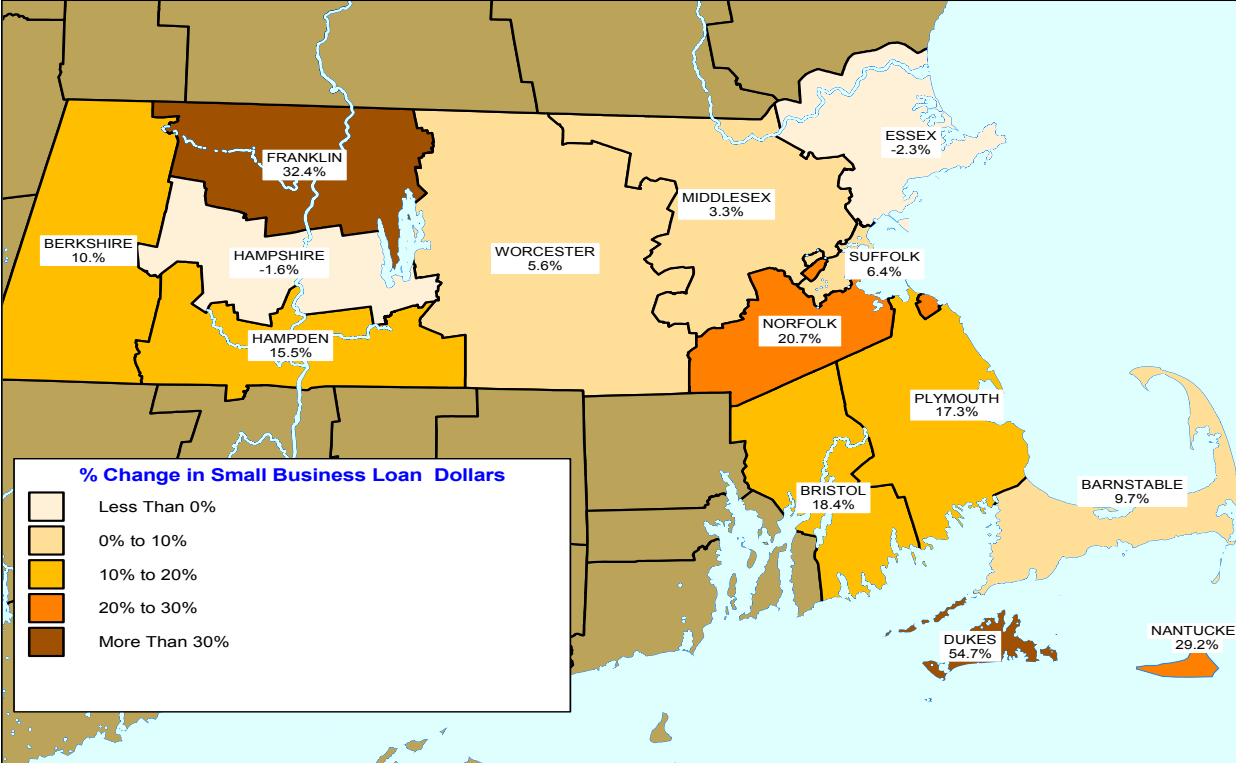 ESSEX
-2.3%
FRANKLIN
32.4%
MIDDLESEX
3.3%
BERKSHIRE
10.%
HAMPSHIRE
-1.6%
WORCESTER
5.6%
SUFFOLK
6.4%
NORFOLK
20.7%
HAMPDEN
15.5%
PLYMOUTH
17.3%
BARNSTABLE
9.7%
BRISTOL
18.4%
DUKES
54.7%
NANTUCKE
29.2%
% Change in Small Business Loan Dollars
Less Than 0%
0% to 10%
10% to 20%
20% to 30%
More Than 30%